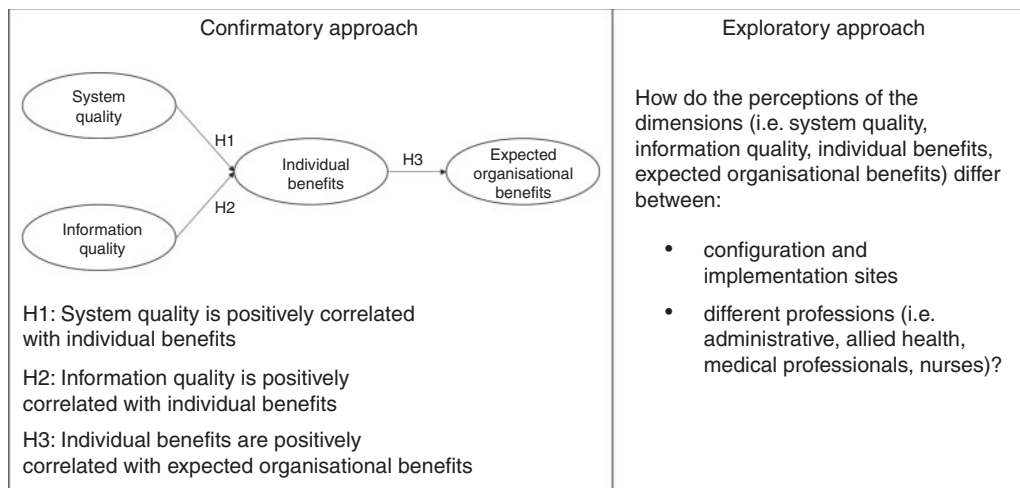 Confirmatory approach
System
quality
H1
Individual
benefits
H3
Expected
organisational
benefits
H2
Information
quality
H1: System quality is positively correlated
with individual benefits
H2: Information quality is positively
correlated with individual benefits
H3: Individual benefits are positively
correlated with expected organisational benefits
Exploratory approach
How do the perceptions of the
dimensions (i.e. system quality,
information quality, individual benefits,
expected organisational benefits) differ
between:
• configuration and
implementation sites
• different professions (i.e.
administrative, allied health,
medical professionals, nurses)?